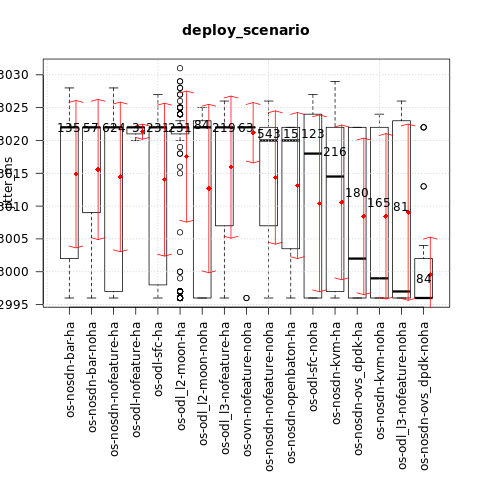 deploy_scenario
3030
3025
3020
3015
3010
3005
3000
2995
135 57 624 231 231 84 219 63 543 15 123 216 180 165 81 84
os-nosdn-bar-ha
os-nosdn-bar-noha
os-nosdn-nofeature-ha
os-odl-nofeature-ha
os-odl-sfc-ha
os-odl_l2-moon-ha
os-odl_l2-moon-noha
os-odl_l3-nofeature-ha
os-ovn-nofeature-noha
os-nosdn-nofeature-noha
os-nosdn-openbaton-ha
os-odl-sfc-noha
os-nosdn-kvm-ha
os-nosdn-ovs_dpdk-ha
os-nosdn-kvm-noha
os-odl_l3-nofeature-noha
os-nosdn-ovs_dpdk-noha